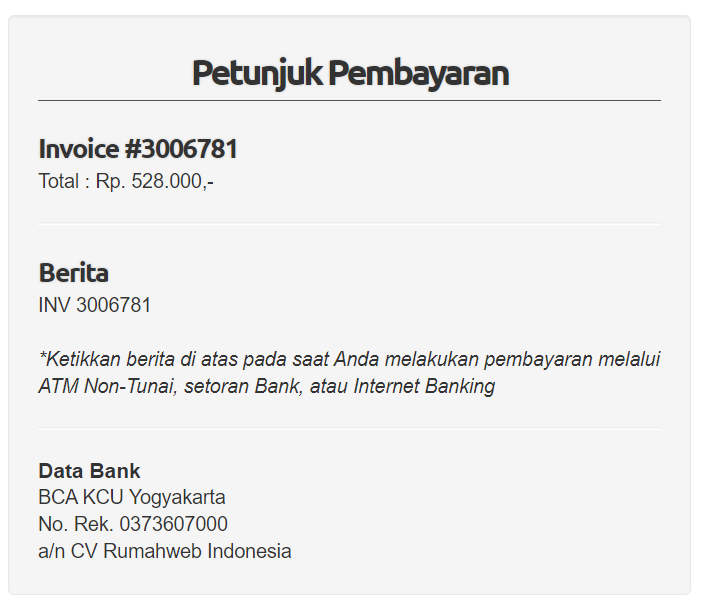 Petunjuk Pembayaran
Invoice #3006781
Total : Rp. 528.000,-
Berita
INV 3006781
*Ketikkan berita di atas pada saat Anda melakukan pembayaran melalui
ATM Non-Tunai, setoran Bank, atau Internet Banking
Data Bank
BCA KCU Yogyakarta
No. Rek. 0373607000
a/n CV Rumahweb Indonesia